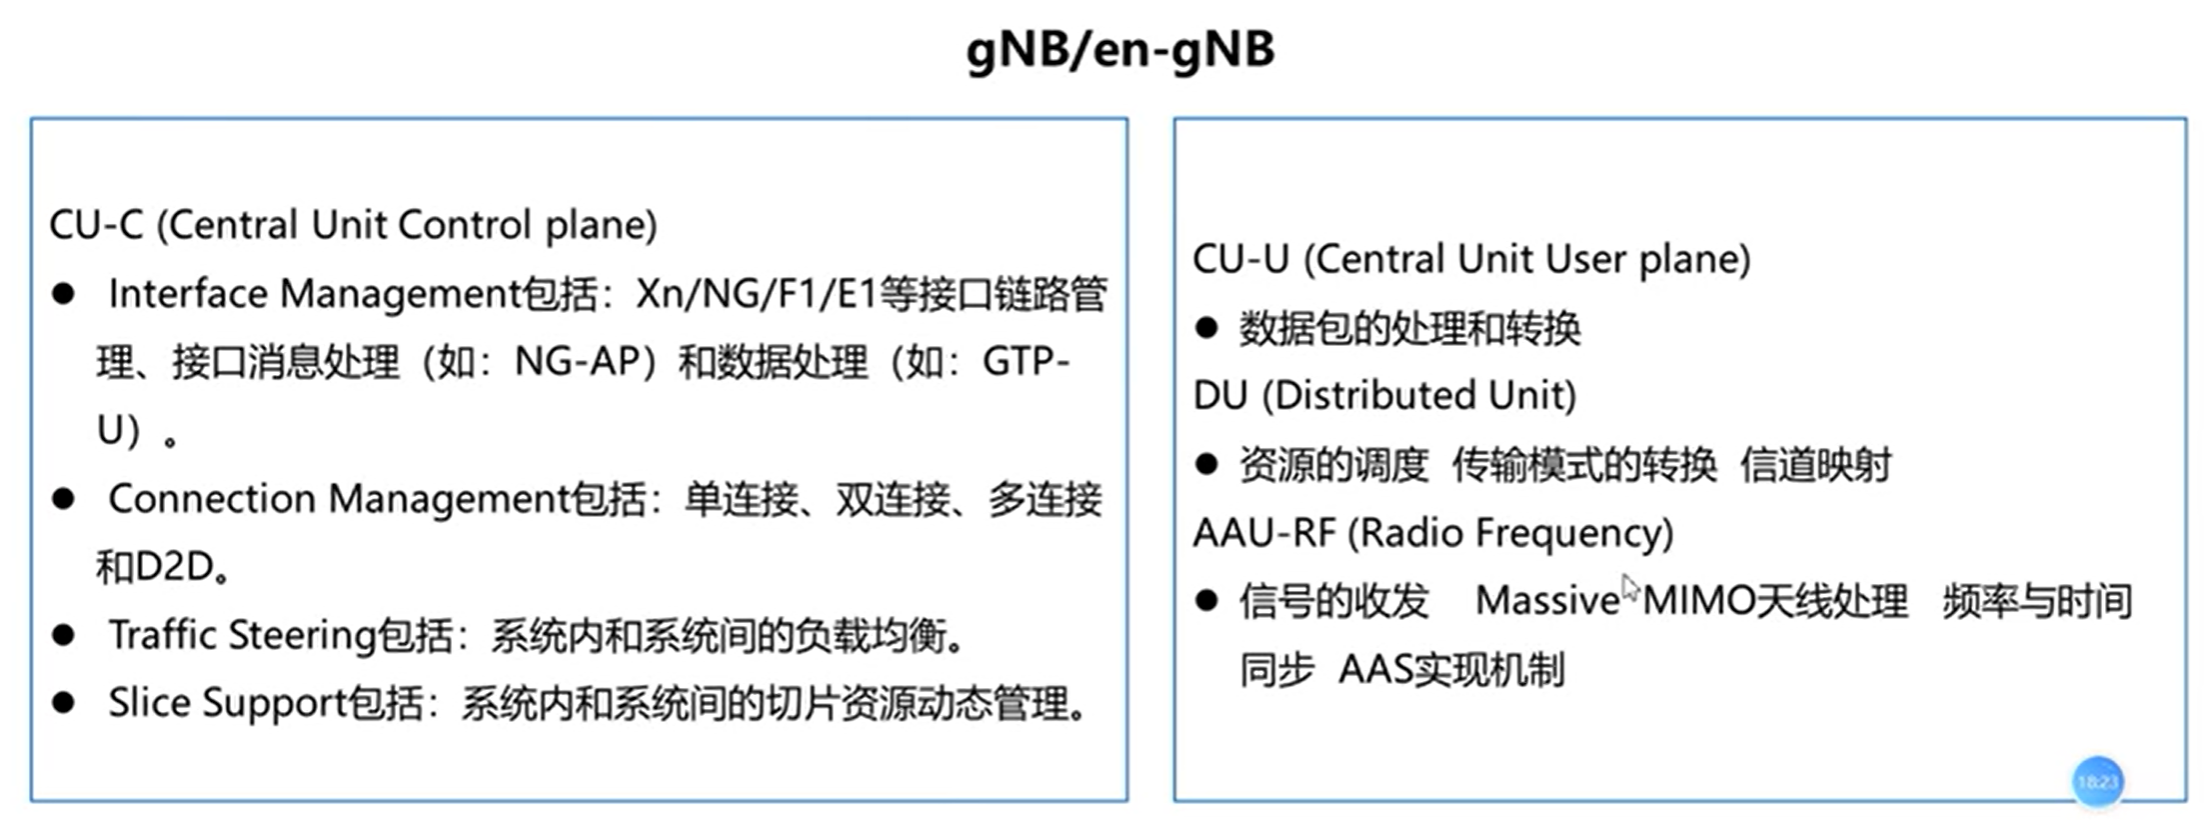 gNB/en-gNB
CU-C (Central Unit Control plane)
● Interface Management包括：Xn/NG/F1/E1等接口链路管
理、接口消息处理（如：NG-AP）和数据处理（如：GTP-
U）。
● Connection Management包括：单连接、双连接、多连接
和D2D。
● Traffic Steering包括：系统内和系统间的负载均衡。
● Slice Support包括：系统内和系统间的切片资源动态管理。
CU-U (Central Unit User plane)
● 数据包的处理和转换
DU (Distributed Unit)
● 资源的调度 传输模式的转换 信道映射
AAU-RF (Radio Frequency)
● 信号的收发 Massive MIMO天线处理 频率与时间
同步 AAS实现机制
18:23